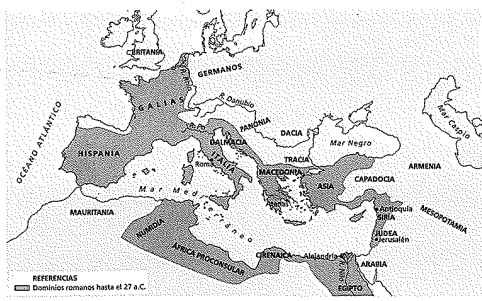 BRITANIA
GERMANOS
GALIAS
R. Danubio
PANONIA
OCÉANO ATLÁNTICO
R. Po
DALMACIA
DACIA
Mar Negro
Mar Caspio
HISPANIA
ITALIA
Roma
TRACIA
MACEDONIA
ARMENIA
ASIA
CAPADOCIA
Atenas
Mar Mediterráneo
MAURITANIA
Antioquía
SIRIA
MESOPOTAMIA
NUMIDIA
JUDEA
Jerusalén
ÁFRICA PROCONSULAR
CIRENAICA
Alejandría
ARABIA
EGIPTO
REFERENCIAS
Dominios romanos hasta el 27 a.C.